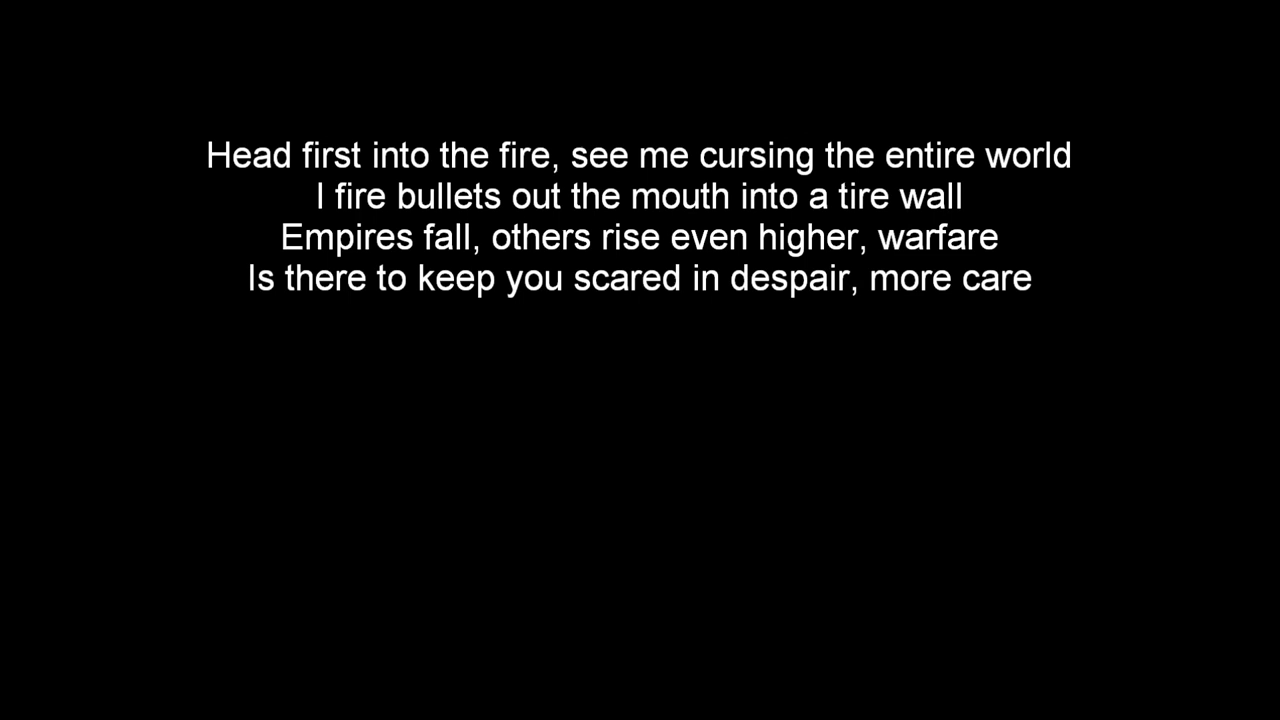 Head first into the fire, see me cursing the entire world
I fire bullets out the mouth into a tire wall
Empires fall, others rise even higher, warfare
Is there to keep you scared in despair, more care